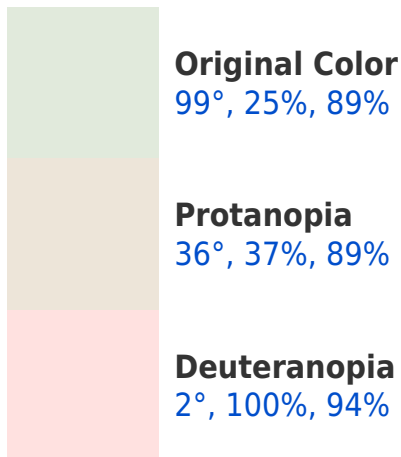 Original Color
99°, 25%, 89%
Protanopia
36°, 37%, 89%
Deuteranopia
2°, 100%, 94%